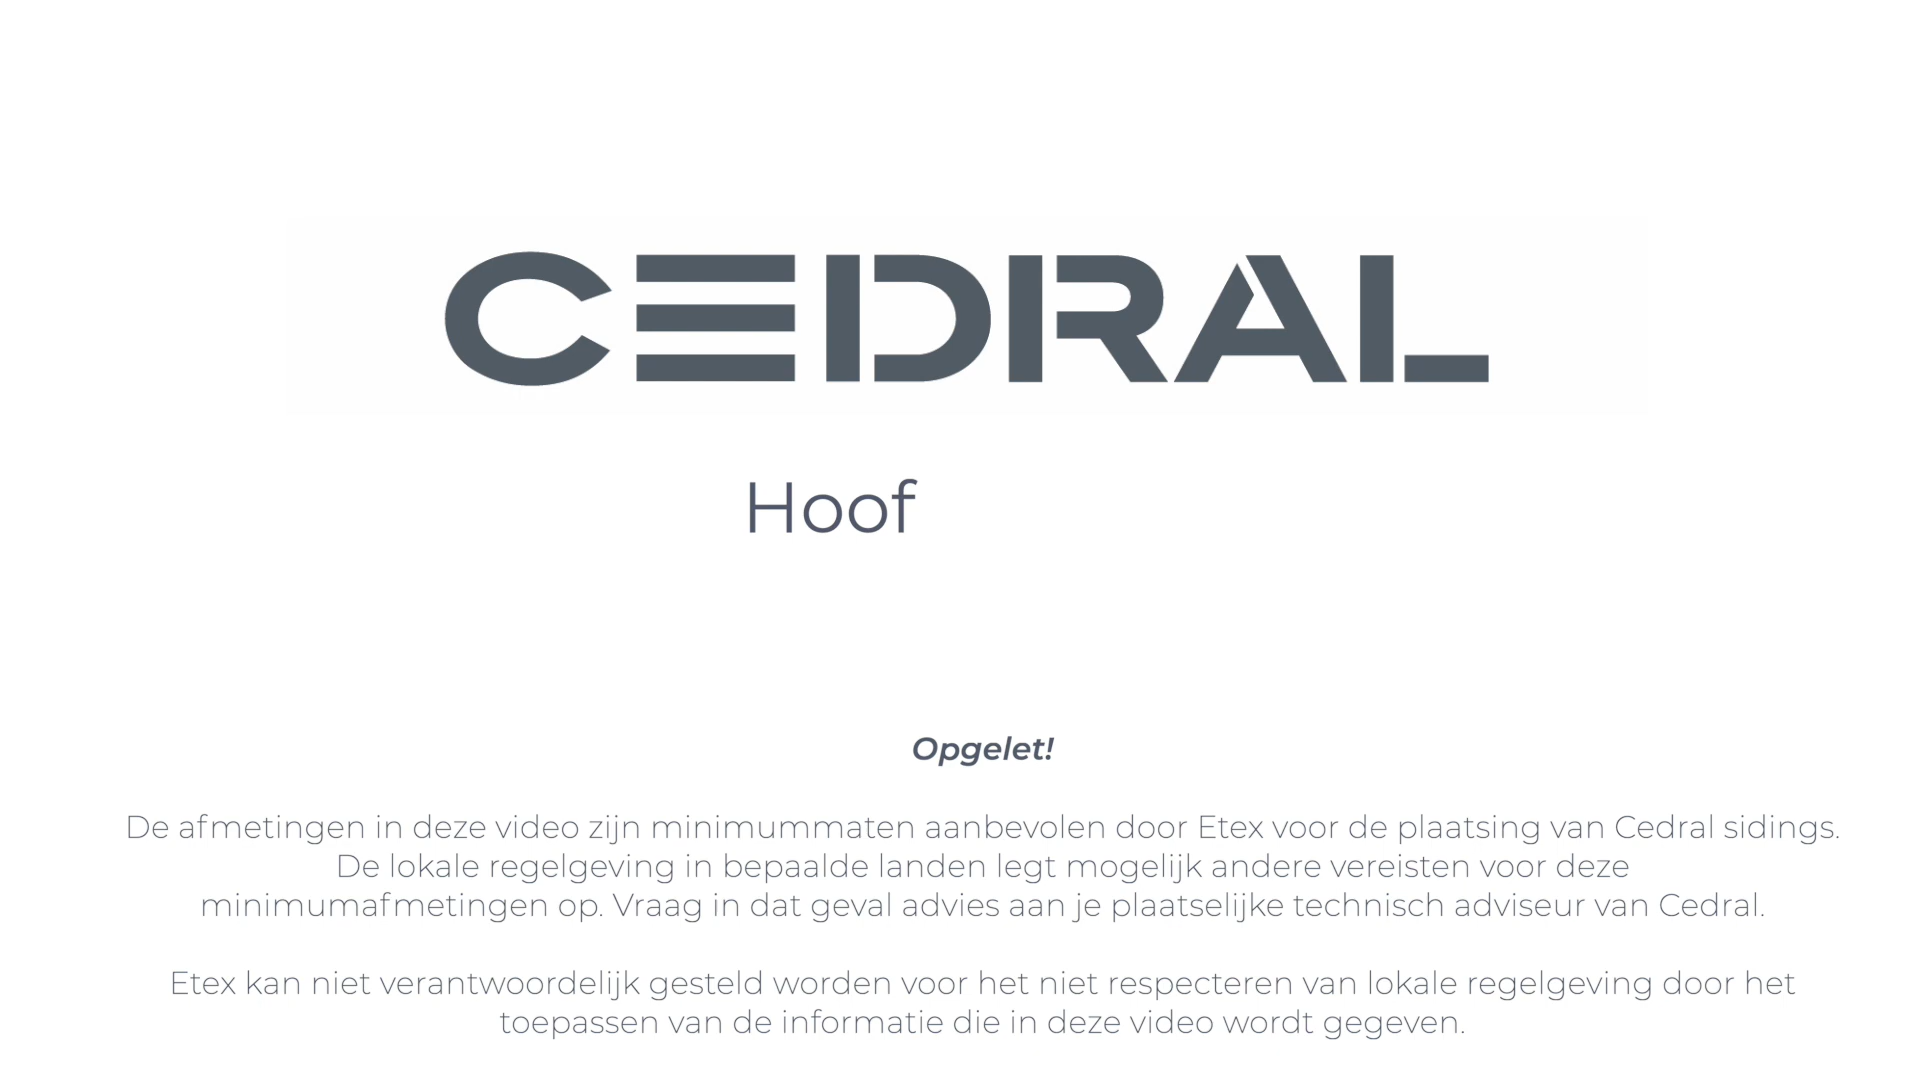 CEDRAL
Hoof
Opgelet!
De afmetingen in deze video zijn minimummaten aanbevolen door Etex voor de plaatsing van Cedral sidings.
De lokale regelgeving in bepaalde landen legt mogelijk andere vereisten voor deze
minimumafmetingen op. Vraag in dat geval advies aan je plaatselijke technisch adviseur van Cedral.
Etex kan niet verantwoordelijk gesteld worden voor het niet respecteren van lokale regelgeving door het
toepassen van de informatie die in deze video wordt gegeven.